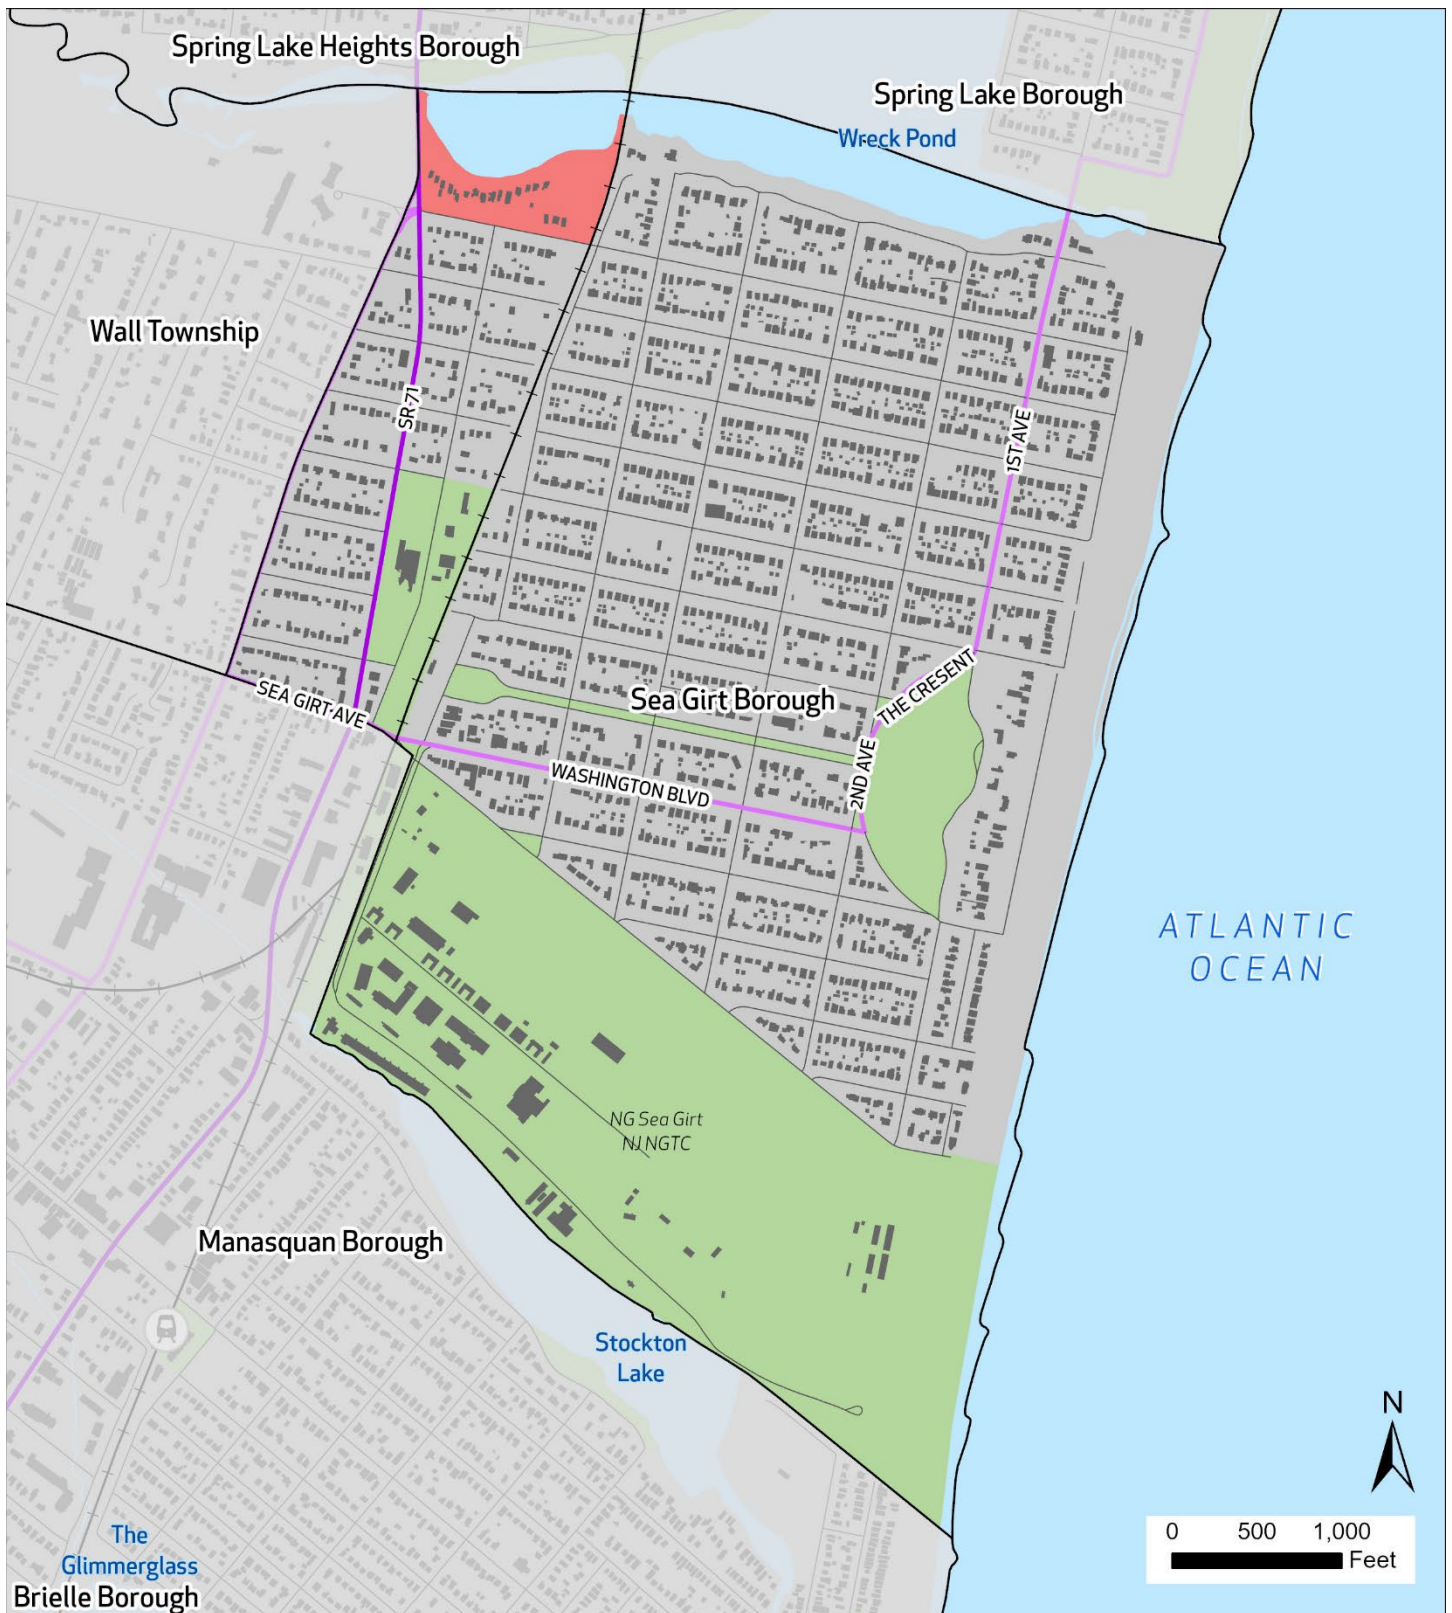 Spring Lake Heights Borough
Spring Lake Borough
Wreck Pond
Wall Township
SR-71
1ST AVE
THE CRESENT
SEA GIRT AVE
Sea Girt Borough
2ND AVE
WASHINGTON BLVD
ATLANTIC
OCEAN
NG Sea Girt
NJ NGTC
Manasquan Borough
Stockton
Lake
N
0 500 1,000
Feet
The
Glimmerglass
Brielle Borough